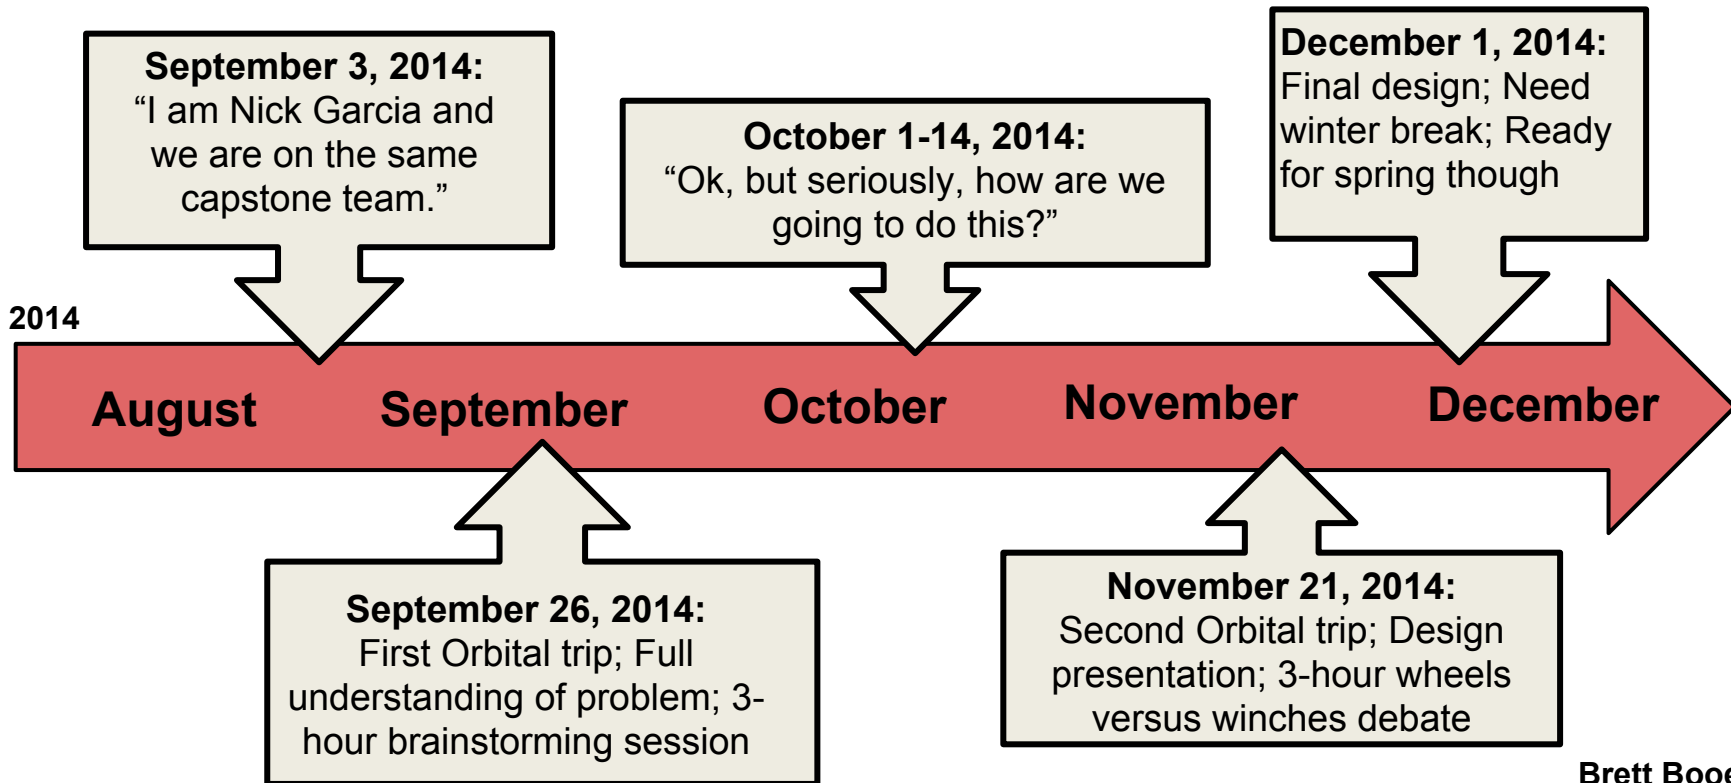 September 3, 2014:
“I am Nick Garcia and
we are on the same
capstone team.”
October 1-14, 2014:
“Ok, but seriously, how are we
going to do this?”
December 1, 2014:
Final design; Need
winter break; Ready
for spring though
2014
August September October November December
September 26, 2014:
First Orbital trip; Full
understanding of problem; 3-
hour brainstorming session
November 21, 2014:
Second Orbital trip; Design
presentation; 3-hour wheels
versus winches debate
Brett